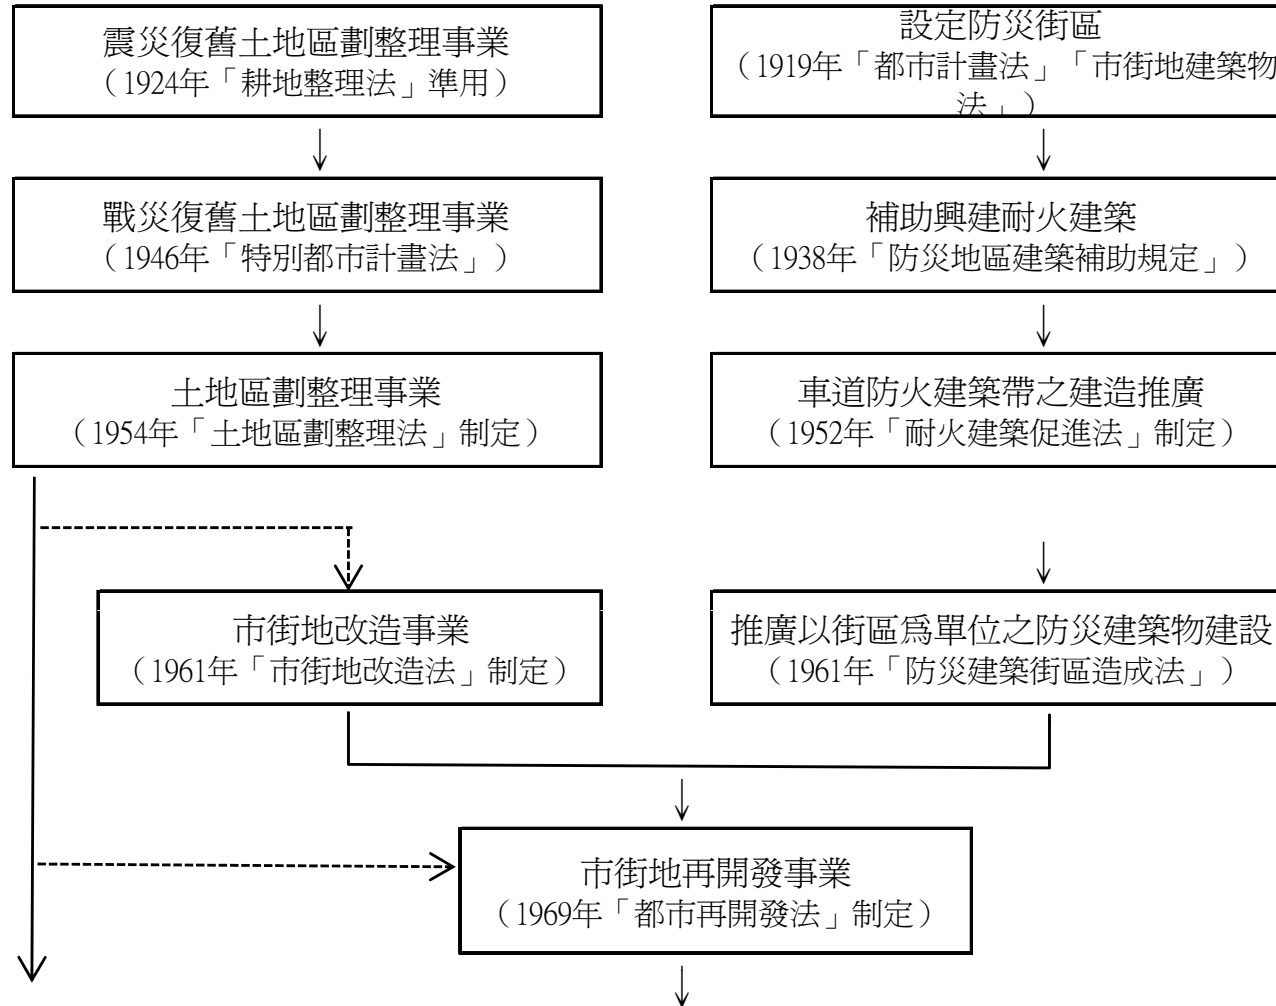 震災復舊土地區劃整理事業
（1924年「耕地整理法」準用）
設定防災街區
（1919年「都市計畫法」「市街地建築物
法」）
戰災復舊土地區劃整理事業
（1946年「特別都市計畫法」）
補助興建耐火建築
（1938年「防災地區建築補助規定」）
土地區劃整理事業
（1954年「土地區劃整理法」制定）
車道防火建築帶之建造推廣
（1952年「耐火建築促進法」制定）
市街地改造事業
（1961年「市街地改造法」制定）
推廣以街區為單位之防災建築物建設
（1961年「防災建築街區造成法」）
市街地再開發事業
（1969年「都市再開發法」制定）